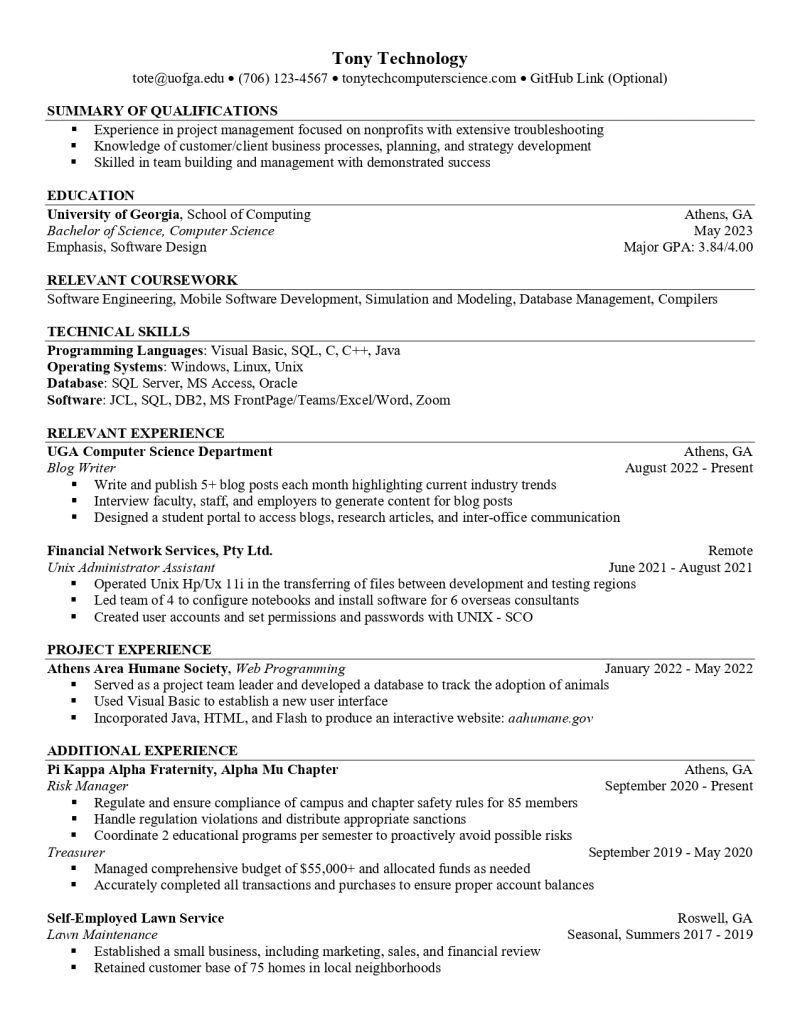 Tony Technology
tote@uofga.edu • (706) 123-4567 • tonytechcomputerscience.com • GitHub Link (Optional)
SUMMARY OF QUALIFICATIONS
▪ Experience in project management focused on nonprofits with extensive troubleshooting
▪ Knowledge of customer/client business processes, planning, and strategy development
▪ Skilled in team building and management with demonstrated success
EDUCATION
University of Georgia, School of Computing Athens, GA
Bachelor of Science, Computer Science May 2023
Emphasis, Software Design Major GPA: 3.84/4.00
RELEVANT COURSEWORK
Software Engineering, Mobile Software Development, Simulation and Modeling, Database Management, Compilers
TECHNICAL SKILLS
Programming Languages: Visual Basic, SQL, C, C++, Java
Operating Systems: Windows, Linux, Unix
Database: SQL Server, MS Access, Oracle
Software: JCL, SQL, DB2, MS FrontPage/Teams/Excel/Word, Zoom
RELEVANT EXPERIENCE
UGA Computer Science Department Athens, GA
Blog Writer August 2022 - Present
▪ Write and publish 5+ blog posts each month highlighting current industry trends
▪ Interview faculty, staff, and employers to generate content for blog posts
▪ Designed a student portal to access blogs, research articles, and inter-office communication
Financial Network Services, Pty Ltd. Remote
Unix Administrator Assistant June 2021 - August 2021
▪ Operated Unix Hp/Ux 11i in the transferring of files between development and testing regions
▪ Led team of 4 to configure notebooks and install software for 6 overseas consultants
▪ Created user accounts and set permissions and passwords with UNIX - SCO
PROJECT EXPERIENCE
Athens Area Humane Society, Web Programming January 2022 - May 2022
▪ Served as a project team leader and developed a database to track the adoption of animals
▪ Used Visual Basic to establish a new user interface
▪ Incorporated Java, HTML, and Flash to produce an interactive website: aahumane.gov
ADDITIONAL EXPERIENCE
Pi Kappa Alpha Fraternity, Alpha Mu Chapter Athens, GA
Risk Manager September 2020 - Present
▪ Regulate and ensure compliance of campus and chapter safety rules for 85 members
▪ Handle regulation violations and distribute appropriate sanctions
▪ Coordinate 2 educational programs per semester to proactively avoid possible risks
Treasurer September 2019 - May 2020
▪ Managed comprehensive budget of $55,000+ and allocated funds as needed
▪ Accurately completed all transactions and purchases to ensure proper account balances
Self-Employed Lawn Service Roswell, GA
Lawn Maintenance Seasonal, Summers 2017 - 2019
▪ Established a small business, including marketing, sales, and financial review
▪ Retained customer base of 75 homes in local neighborhoods